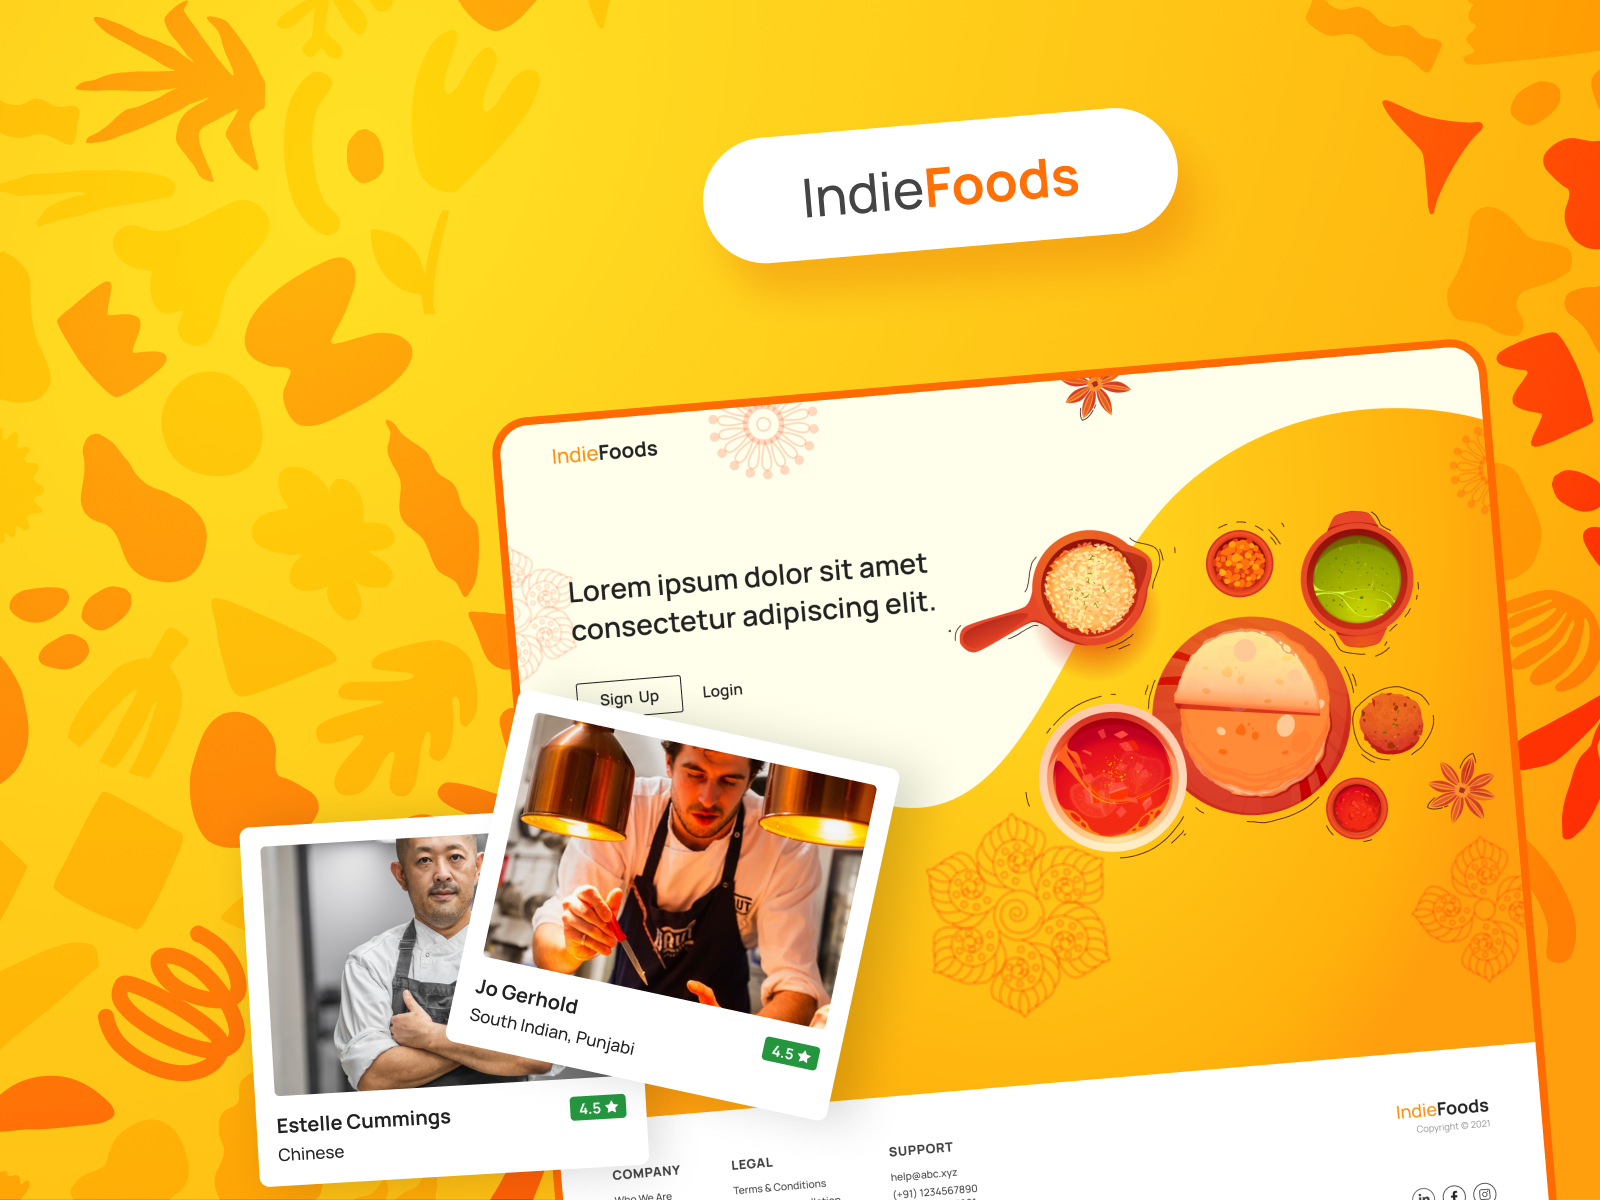 IndieFoods
IndieFoods
Lorem ipsum dolor sit amet
consectetur adipiscing elit.
Sign Up
Login
Jo Gerhold
South Indian, Punjabi
4.5
Estelle Cummings
4.5
Chinese
COMPANY
Who We Are
LEGAL
Terms & Conditions
SUPPORT
help@abc.xyz
(+91) 1234567890
IndieFoods
Copyright © 2021
in
f